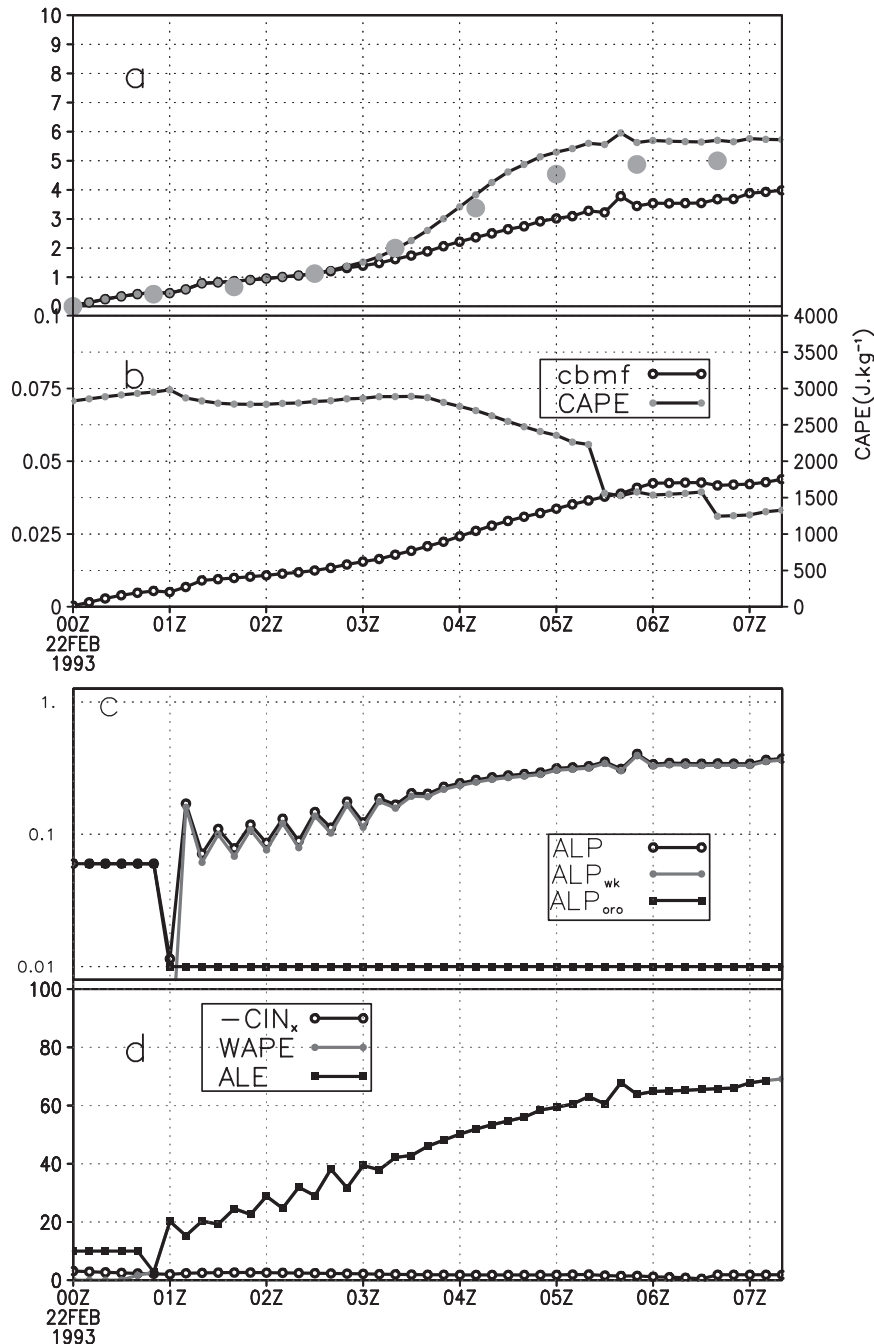 10
9
a
8
7
6
5
4
3
2
1
0
0.1
4000
3500
b
cbmf
3000
0.075
CAPE
2500
CAPE(J.kg⁻¹)
0.05
2000
1500
0.025
1000
500
0
0
00Z
01Z
02Z
03Z
04Z
05Z
06Z
07Z
22FEB
1993
c
1.
0.1
ALP
ALPwk
ALPoro
0.01
100
d
−CINx
80
WAPE
ALE
60
40
20
0
00Z
01Z
02Z
03Z
04Z
05Z
06Z
07Z
22FEB
1993